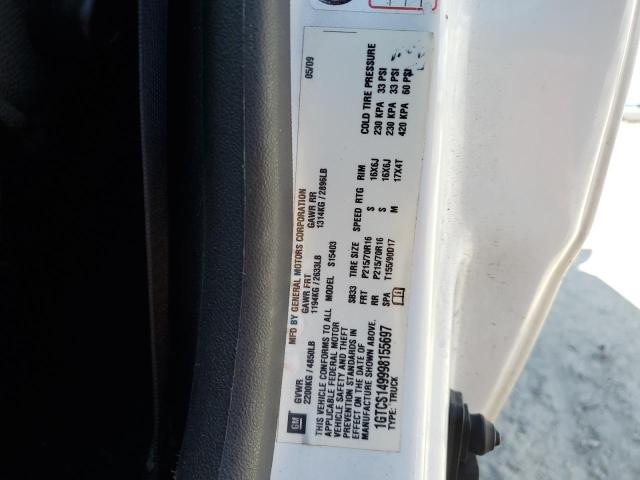 GM
MFD BY GENERAL MOTORS CORPORATION
05/09
GVWR GAWR FRT GAWR RR
2200KG / 4850LB 1194KG / 2633LB 1314KG / 2896LB
THIS VEHICLE CONFORMS TO ALL
APPLICABLE FEDERAL MOTOR
VEHICLE SAFETY AND THEFT
PREVENTION STANDARDS IN
EFFECT ON THE DATE OF
MANUFACTURE SHOWN ABOVE.
1GTCS149998155697
TYPE: TRUCK
MODEL S15403
S833 TIRE SIZE SPEED RTG RIM COLD TIRE PRESSURE
FRT P215/70R16 S 16X6J 230 KPA 33 PSI
RR P215/70R16 S 16X6J 230 KPA 33 PSI
SPA T155/90D17 M 17X4T 420 KPA 60 PSI